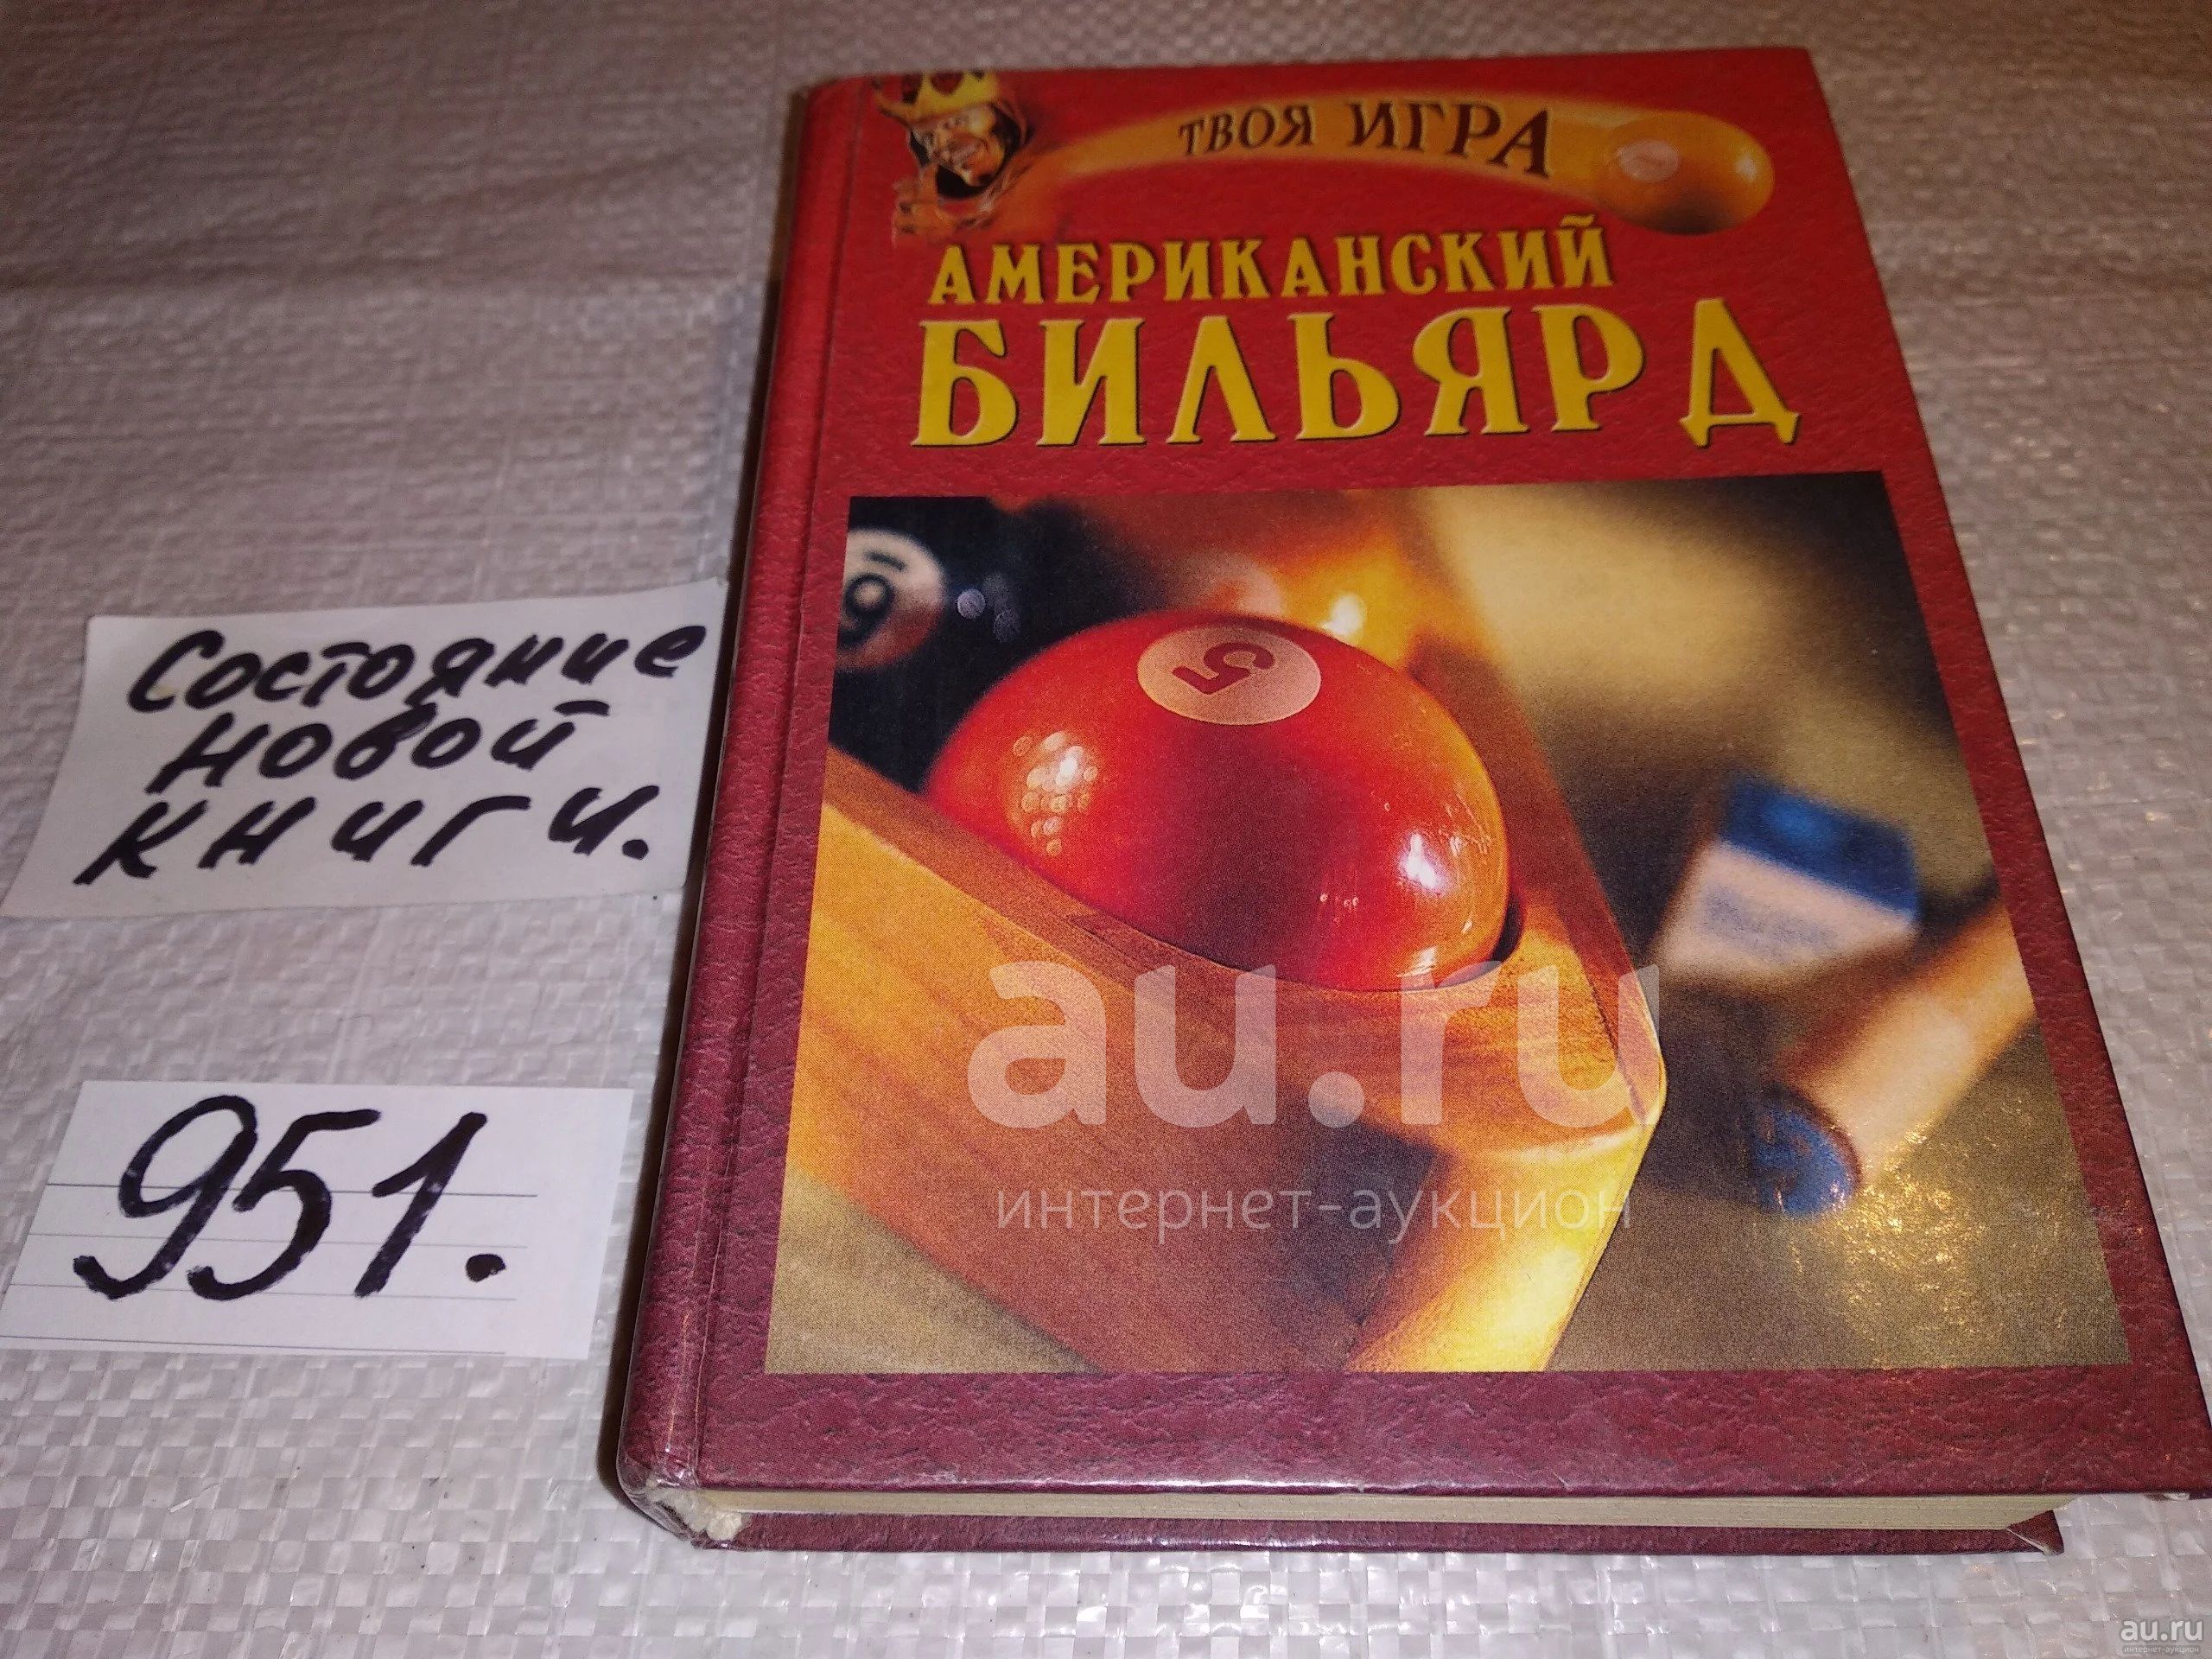 ТВОЯ ИГРА
АМЕРИКАНСКИЙ
БИЛЬЯРД
9
5
Состояние
новой
книги.
951.
au.ru
интернет-аукцион
au.ru
интернет-аукцион